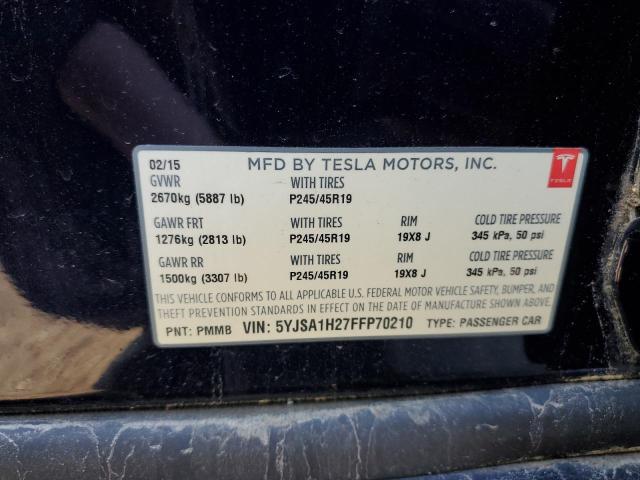 02/15 MFD BY TESLA MOTORS, INC.
TESLA
GVWR WITH TIRES
2670kg (5887 lb) P245/45R19
GAWR FRT WITH TIRES RIM COLD TIRE PRESSURE
1276kg (2813 lb) P245/45R19 19X8 J 345 kPa, 50 psi
GAWR RR WITH TIRES RIM COLD TIRE PRESSURE
1500kg (3307 lb) P245/45R19 19X8 J 345 kPa, 50 psi
THIS VEHICLE CONFORMS TO ALL APPLICABLE U.S. FEDERAL MOTOR VEHICLE SAFETY, BUMPER, AND
THEFT PREVENTION STANDARDS IN EFFECT ON THE DATE OF MANUFACTURE SHOWN ABOVE.
PNT: PMMB VIN: 5YJSA1H27FFP70210 TYPE: PASSENGER CAR